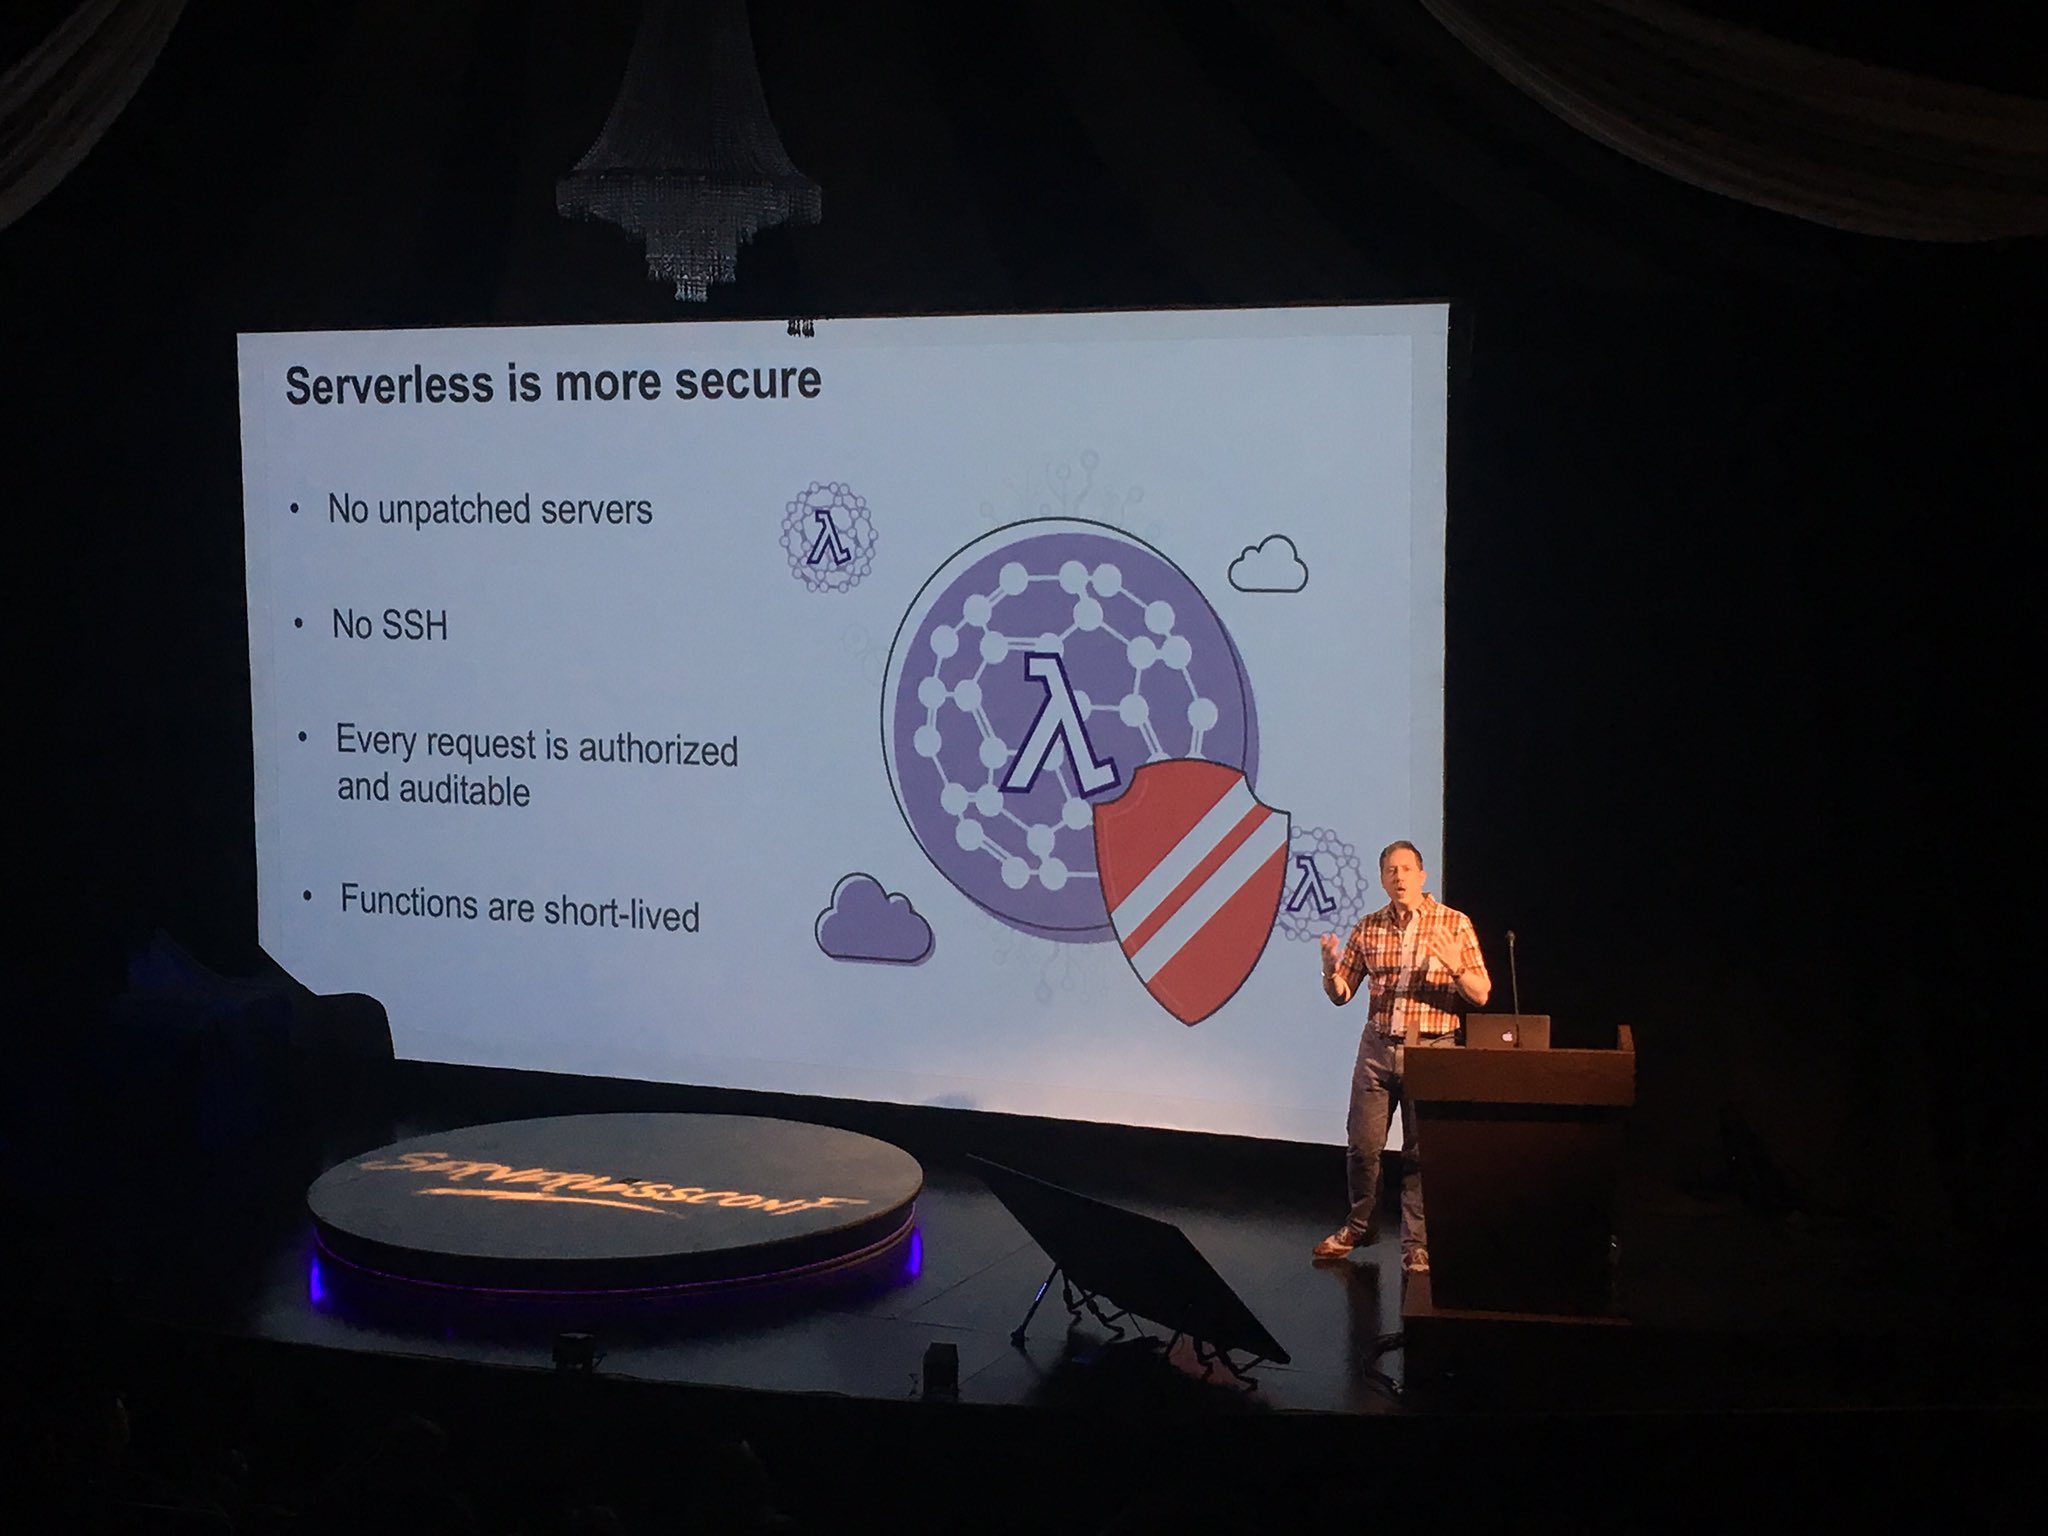 Serverless is more secure
• No unpatched servers
λ
• No SSH
λ
• Every request is authorized
and auditable
λ
• Functions are short-lived
SERVERLESSCONF